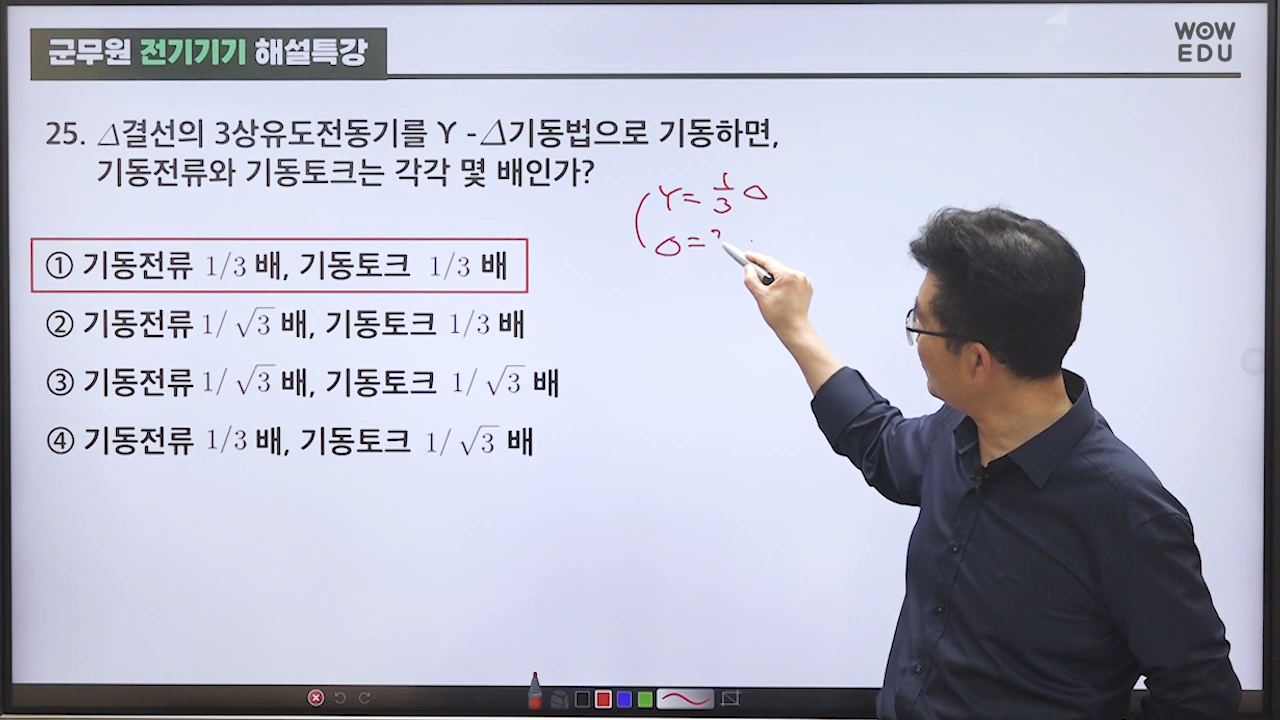 군무원 전기기기 해설특강
WOW
EDU
25. △결선의 3상유도전동기를 Y -△기동법으로 기동하면,
기동전류와 기동토크는 각각 몇 배인가?
Y = 1/3 △
△ = 3
① 기동전류 1/3 배, 기동토크 1/3 배
② 기동전류 1/√3 배, 기동토크 1/3 배
③ 기동전류 1/√3 배, 기동토크 1/√3 배
④ 기동전류 1/3 배, 기동토크 1/√3 배